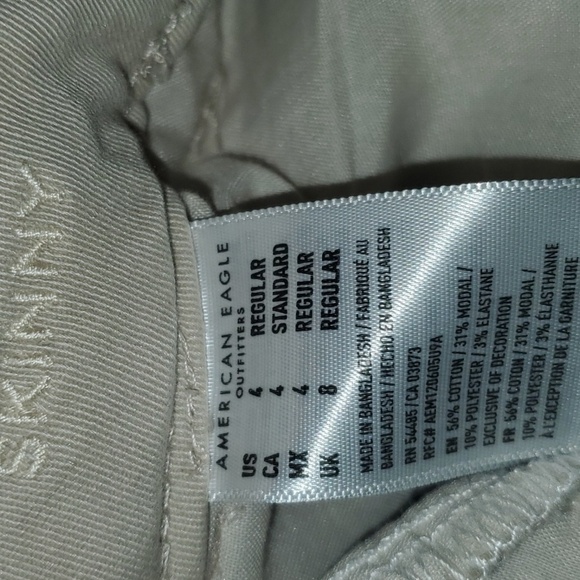 SKINNY
AMERICAN EAGLE
OUTFITTERS
US 4 REGULAR
CA 4 STANDARD
MX 4 REGULAR
UK 8 REGULAR
MADE IN BANGLADESH / FABRIQUÉ AU
BANGLADESH / HECHO EN BANGLADESH
RN 54485 / CA 03873
RFC# AEM120606U9A
EN 56% COTTON / 31% MODAL /
10% POLYESTER / 3% ELASTANE
EXCLUSIVE OF DECORATION
FR 56% COTON / 31% MODAL /
10% POLYESTER / 3% ÉLASTHANNE
À L'EXCEPTION DE LA GARNITURE